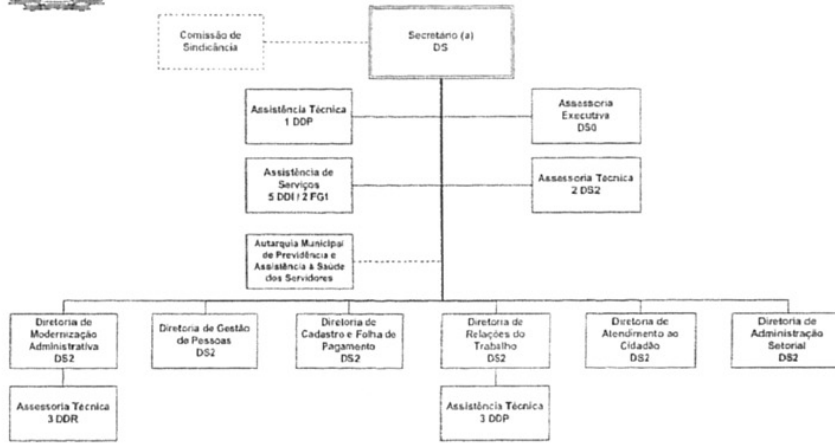 Comissão de
Sindicância
Secretário (a)
DS
Assistência Técnica
1 DDP
Assessoria
Executiva
DS0
Assistência de
Serviços
5 DDI / 2 FG1
Assessoria Técnica
2 DS2
Autarquia Municipal
de Previdência e
Assistência à Saúde
dos Servidores
Diretoria de
Modernização
Administrativa
DS2
Diretoria de Gestão
de Pessoas
DS2
Diretoria de
Cadastro e Folha de
Pagamento
DS2
Diretoria de
Relações do
Trabalho
DS2
Diretoria de
Atendimento ao
Cidadão
DS2
Diretoria de
Administração
Setorial
DS2
Assessoria Técnica
3 DDR
Assistência Técnica
3 DDP